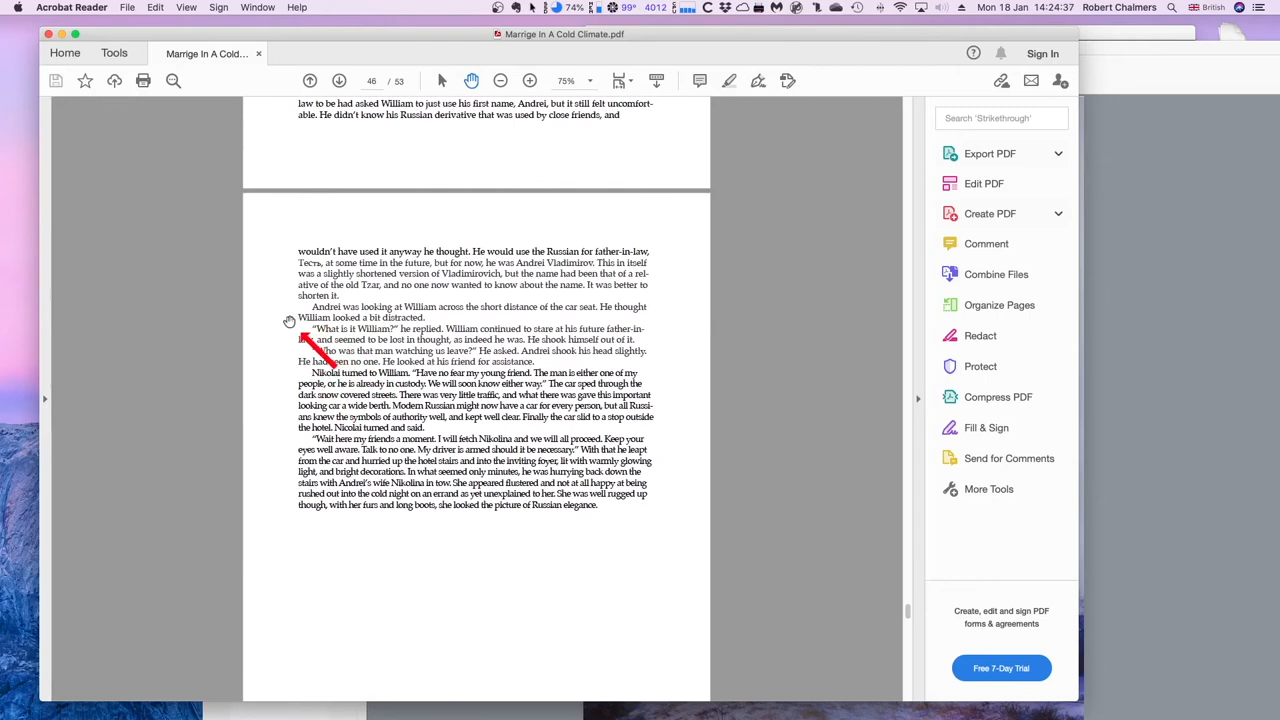 Acrobat Reader File Edit View Sign Window Help 74% 99° 4012 British Mon 18 Jan 14:24:37 Robert Chalmers
Marrige In A Cold Climate.pdf
Home Tools Marrige In A Cold... × Sign In
46 / 53 75%
law to be had asked William to just use his first name, Andrei, but it still felt uncomfort-
able. He didn't know his Russian derivative that was used by close friends, and
wouldn't have used it anyway he thought. He would use the Russian for father-in-law,
Тесть, at some time in the future, but for now, he was Andrei Vladimirov. This in itself
was a slightly shortened version of Vladimirovich, but the name had been that of a rel-
ative of the old Tzar, and no one now wanted to know about the name. It was better to
shorten it.
Andrei was looking at William across the short distance of the car seat. He thought
William looked a bit distracted.
“What is it William?” he replied. William continued to stare at his future father-in-
and seemed to be lost in thought, as indeed he was. He shook himself out of it.
Who was that man watching us leave?” He asked. Andrei shook his head slightly.
He had seen no one. He looked at his friend for assistance.
Nikolai turned to William. “Have no fear my young friend. The man is either one of my
people, or he is already in custody. We will soon know either way.” The car sped through the
dark snow covered streets. There was very little traffic, and what there was gave this important
looking car a wide berth. Modern Russian might now have a car for every person, but all Russi-
ans knew the symbols of authority well, and kept well clear. Finally the car slid to a stop outside
the hotel. Nicolai turned and said.
“Wait here my friends a moment. I will fetch Nikolina and we will all proceed. Keep your
eyes well aware. Talk to no one. My driver is armed should it be necessary.” With that he leapt
from the car and hurried up the hotel stairs and into the inviting foyer, lit with warmly glowing
light, and bright decorations. In what seemed only minutes, he was hurrying back down the
stairs with Andrei's wife Nikolina in tow. She appeared flustered and not at all happy at being
rushed out into the cold night on an errand as yet unexplained to her. She was well rugged up
though, with her furs and long boots, she looked the picture of Russian elegance.
Search 'Strikethrough'
Export PDF
Edit PDF
Create PDF
Comment
Combine Files
Organize Pages
Redact
Protect
Compress PDF
Fill & Sign
Send for Comments
More Tools
Create, edit and sign PDF
forms & agreements
Free 7-Day Trial